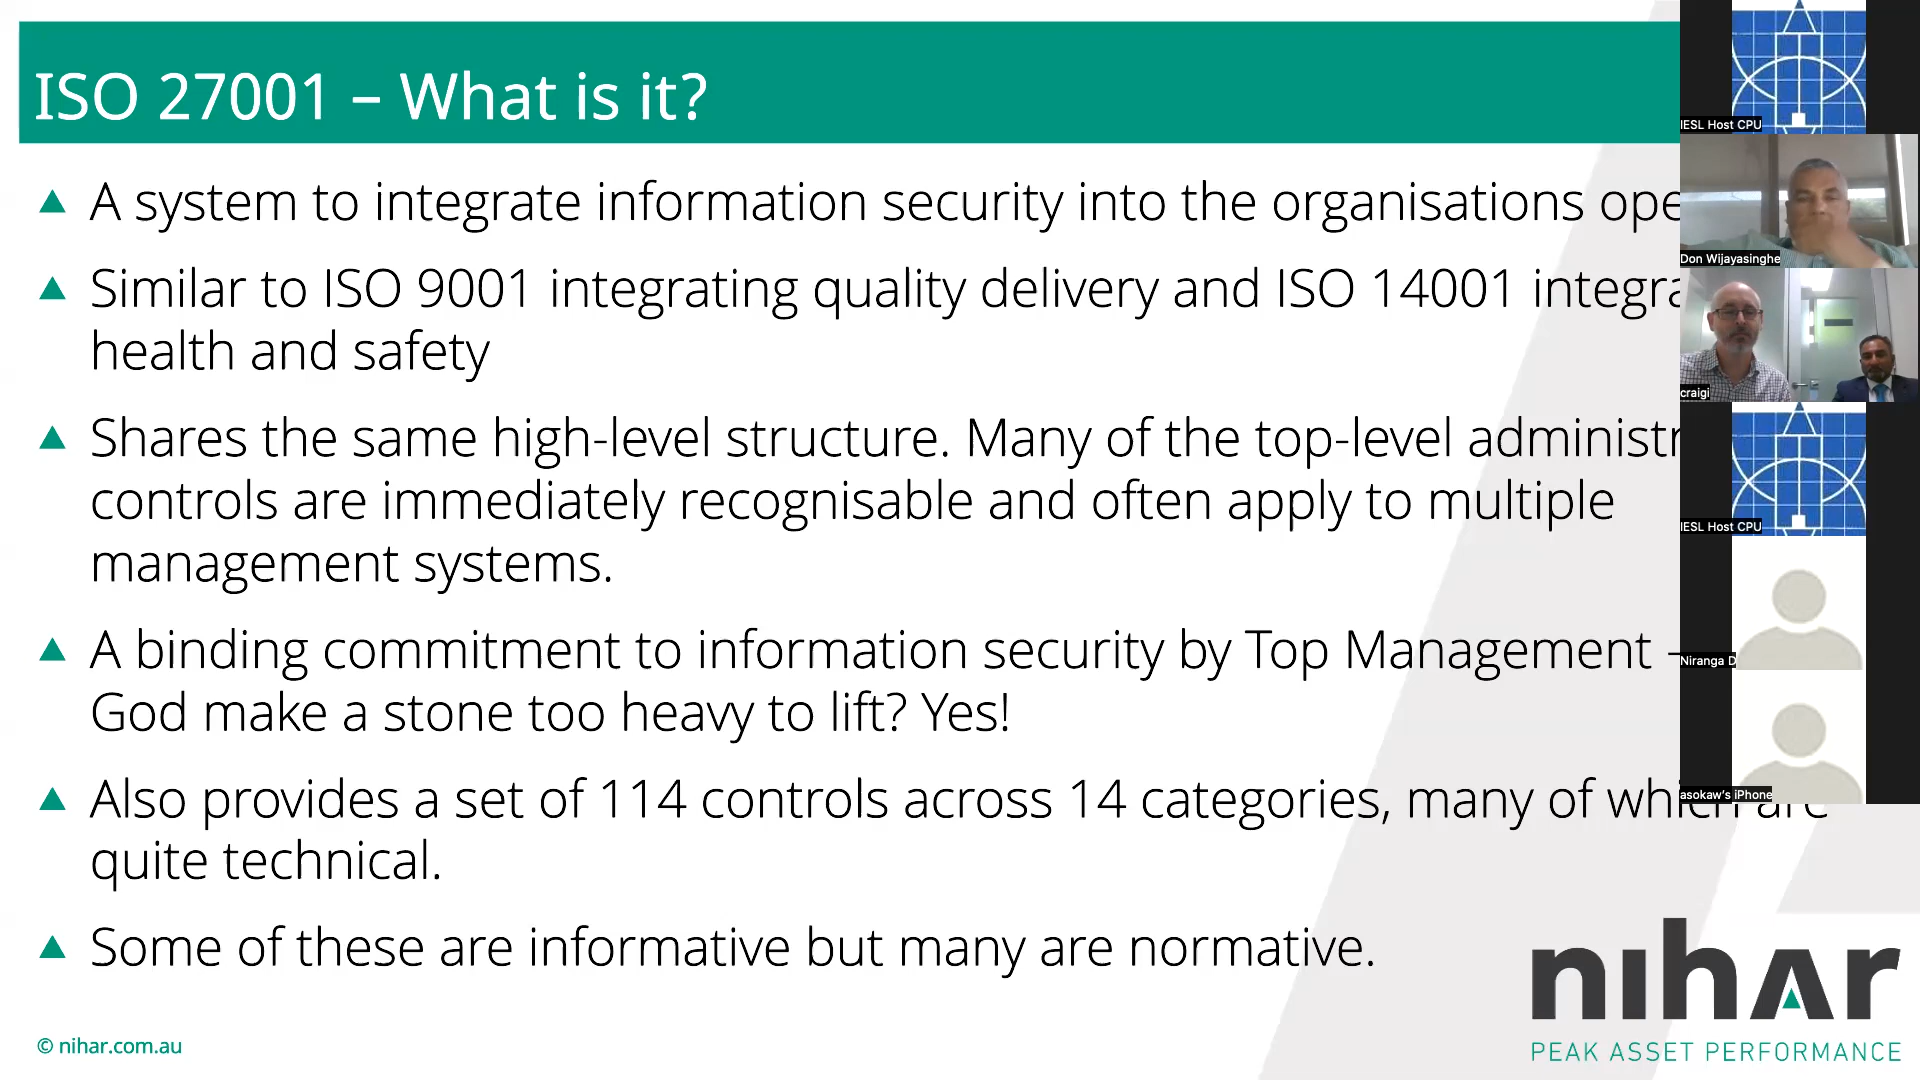 ISO 27001 – What is it?
A system to integrate information security into the organisations
Similar to ISO 9001 integrating quality delivery and ISO 14001
health and safety
Shares the same high-level structure. Many of the top-level
controls are immediately recognisable and often apply to multiple
management systems.
A binding commitment to information security by Top Management –
God make a stone too heavy to lift? Yes!
Also provides a set of 114 controls across 14 categories, many of which are
quite technical.
Some of these are informative but many are normative.
© nihar.com.au
nihar
PEAK ASSET PERFORMANCE
IESL Host CPU
Don Wijayasinghe
craigi
IESL Host CPU
Niranga D
asokaw's iPhone